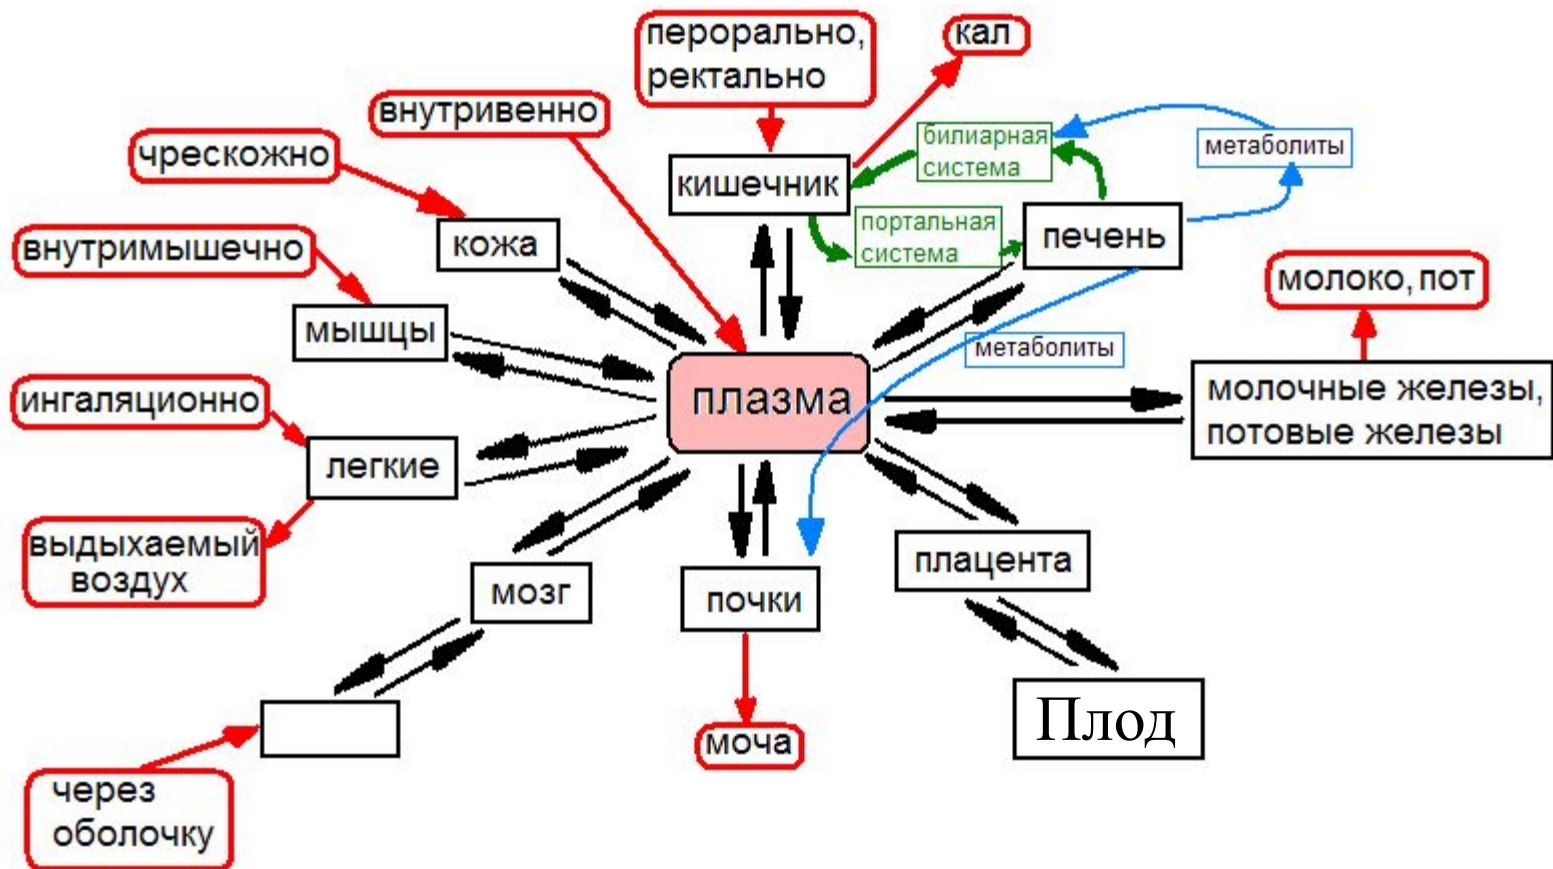 перорально,
ректально
кал
внутривенно
билиарная
система
метаболиты
чрескожно
кишечник
портальная
система
печень
кожа
внутримышечно
молоко, пот
мышцы
метаболиты
плазма
молочные железы,
потовые железы
ингаляционно
легкие
выдыхаемый
воздух
мозг
почки
плацента
Плод
моча
через
оболочку